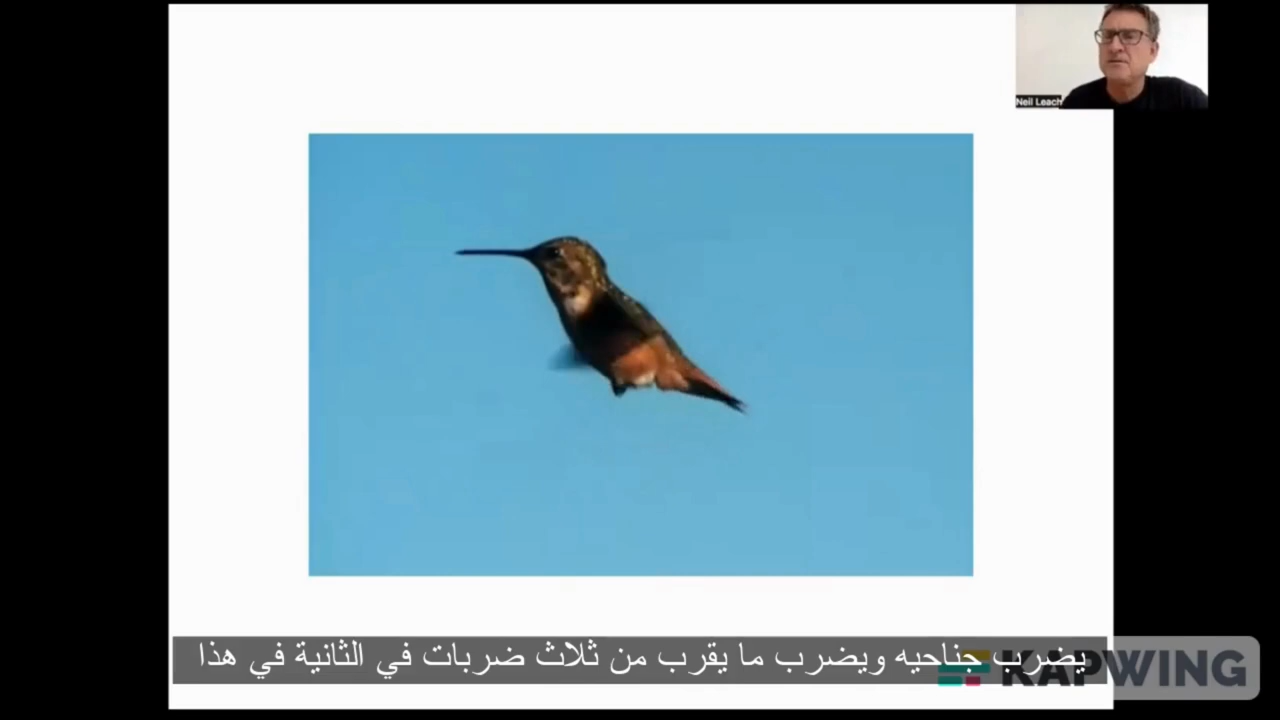 Neil Leach
يضرب جناحيه ويضرب ما يقرب من ثلاث ضربات في الثانية في هذا
KAPWING